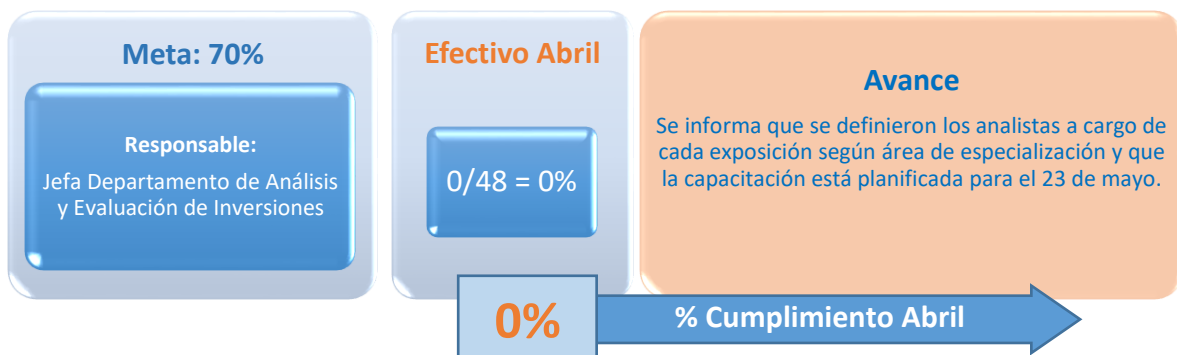 Meta: 70%
Responsable:
Jefa Departamento de Análisis
y Evaluación de Inversiones
Efectivo Abril
0/48 = 0%
Avance
Se informa que se definieron los analistas a cargo de
cada exposición según área de especialización y que
la capacitación está planificada para el 23 de mayo.
0%
% Cumplimiento Abril